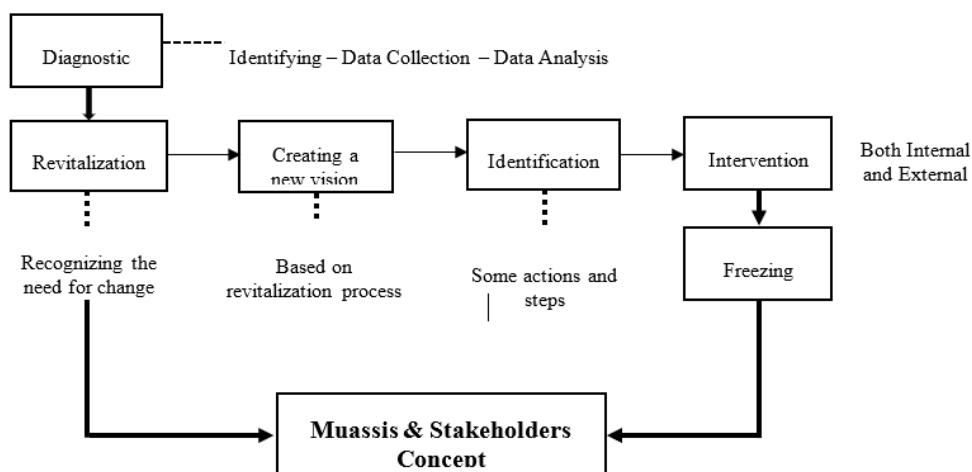 Diagnostic
Identifying – Data Collection – Data Analysis
Revitalization
Creating a
new vision
Identification
Intervention
Both Internal
and External
Recognizing the
need for change
Based on
revitalization process
Some actions and
steps
Freezing
Muassis & Stakeholders
Concept